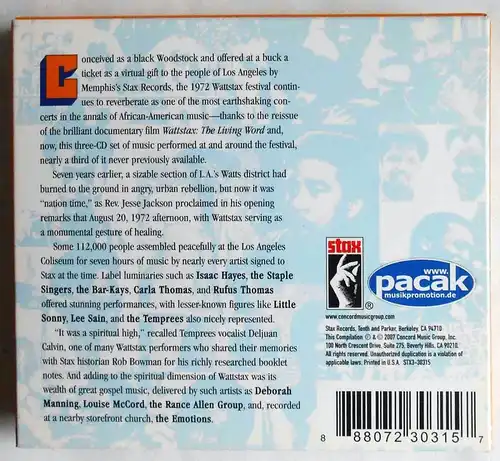 Conceived as a black Woodstock and offered at a buck a
ticket as a virtual gift to the people of Los Angeles by
Memphis's Stax Records, the 1972 Wattstax festival contin-
ues to reverberate as one of the most earthshaking con-
certs in the annals of African-American music—thanks to the reissue
of the brilliant documentary film Wattstax: The Living Word and,
now, this three-CD set of music performed at and around the festival,
nearly a third of it never previously available.
Seven years earlier, a sizable section of L.A.'s Watts district had
burned to the ground in angry, urban rebellion, but now it was
"nation time," as Rev. Jesse Jackson proclaimed in his opening
remarks that August 20, 1972 afternoon, with Wattstax serving as
a monumental gesture of healing.
Some 112,000 people assembled peacefully at the Los Angeles
Coliseum for seven hours of music by nearly every artist signed to
Stax at the time. Label luminaries such as Isaac Hayes, the Staple
Singers, the Bar-Kays, Carla Thomas, and Rufus Thomas
offered stunning performances, with lesser-known figures like Little
Sonny, Lee Sain, and the Temprees also nicely represented.
"It was a spiritual high," recalled Temprees vocalist Deljuan
Calvin, one of many Wattstax performers who shared their memories
with Stax historian Rob Bowman for his richly researched booklet
notes. And adding to the spiritual dimension of Wattstax was its
wealth of great gospel music, delivered by such artists as Deborah
Manning, Louise McCord, the Rance Allen Group, and, recorded
at a nearby storefront church, the Emotions.
stax
®
www.
pacak
musikpromotion.de
www.concordmusicgroup.com
Stax Records, Tenth and Parker, Berkeley, CA 94710.
This Compilation ℗ & © 2007 Concord Music Group, Inc.
100 North Crescent Drive, Suite 275, Beverly Hills, CA 90210.
All rights reserved. Unauthorized duplication is a violation of
applicable laws. Printed in U.S.A. STX3-30315
8 88072 30315 7